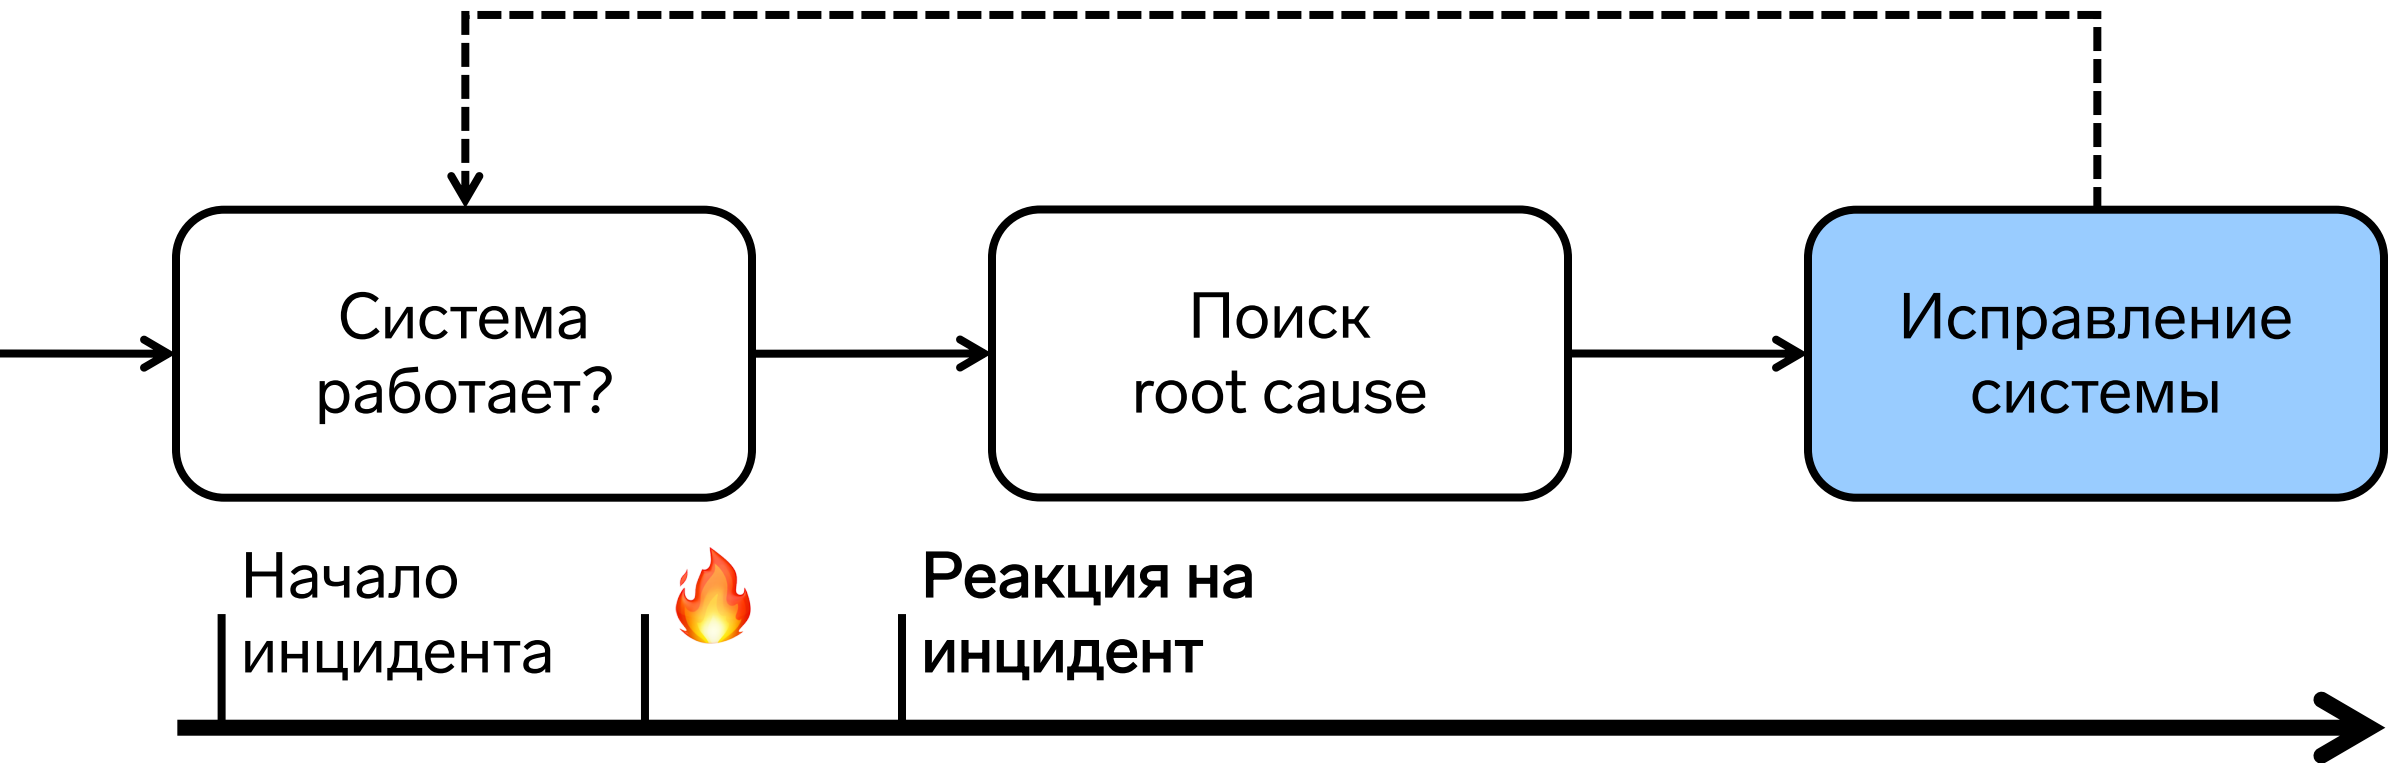 Система
работает?
Поиск
root cause
Исправление
системы
Начало
инцидента
Реакция на
инцидент